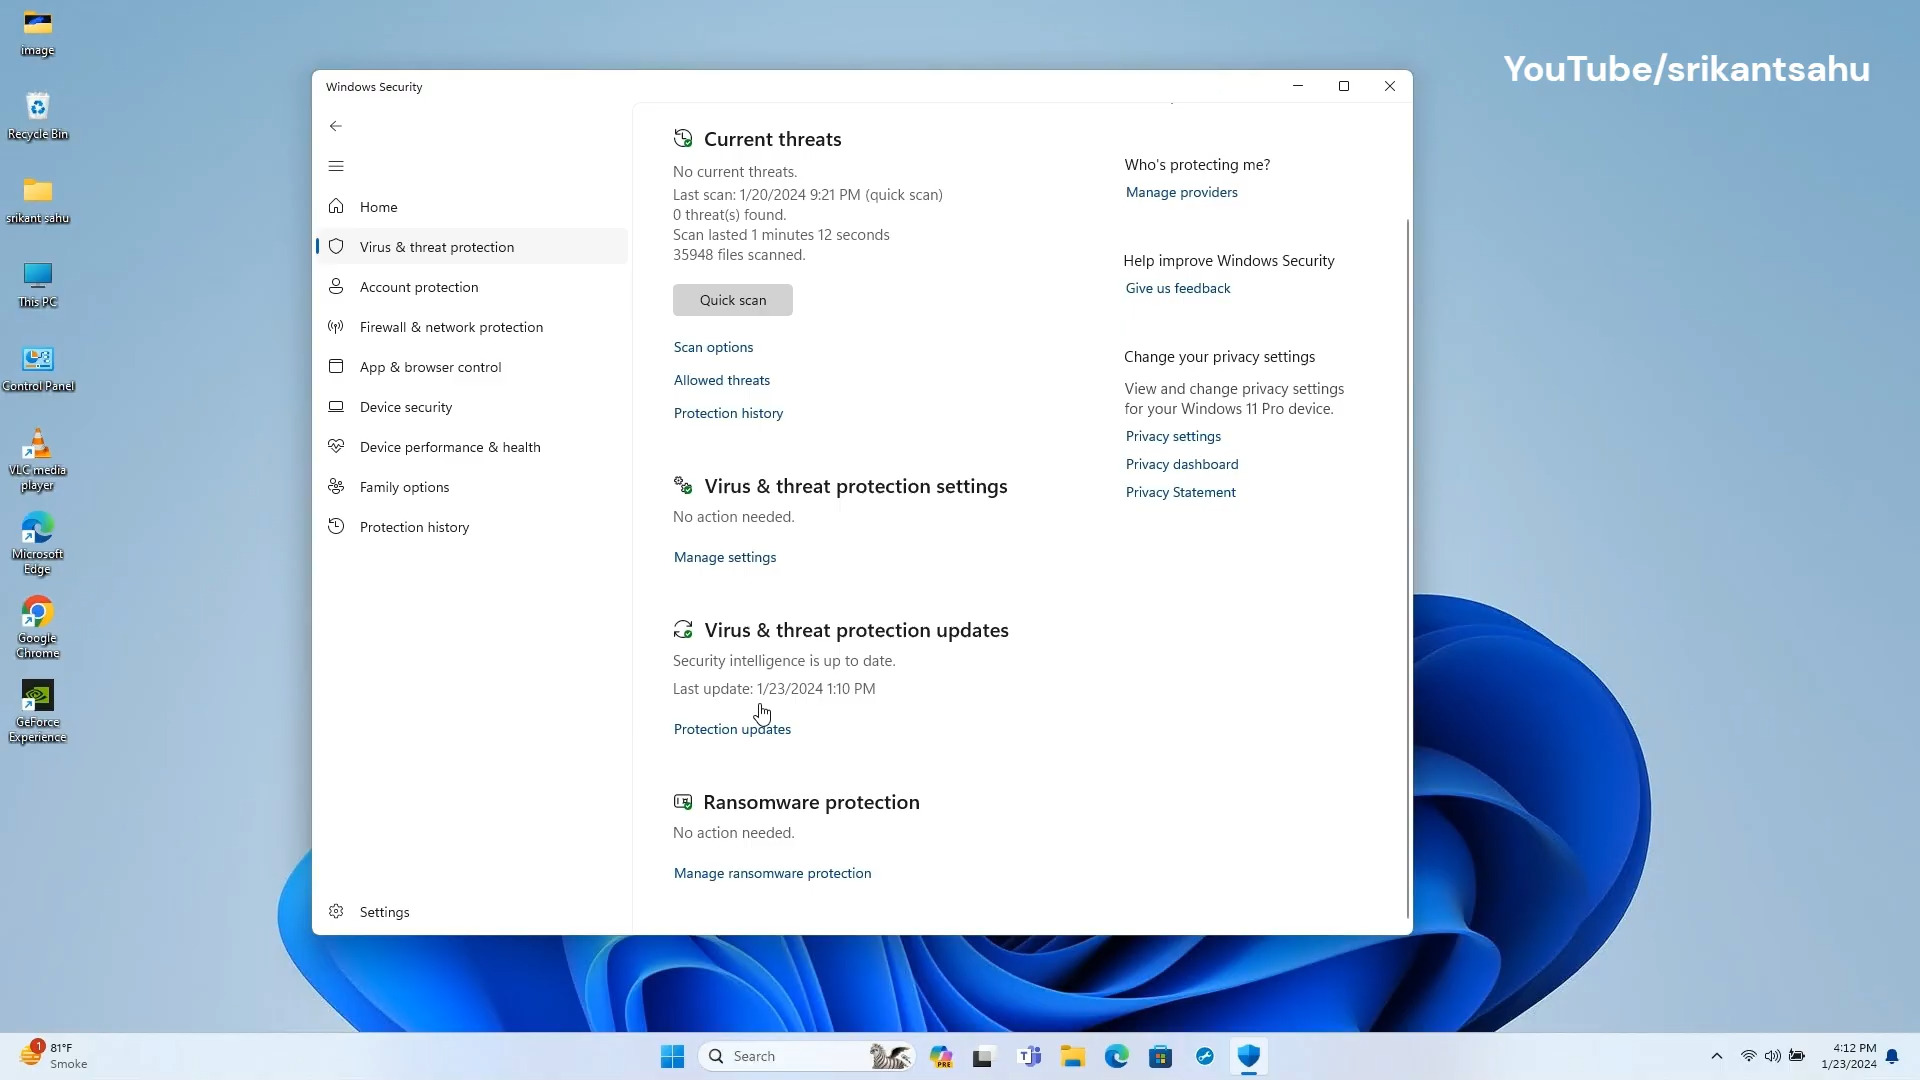 image
Recycle Bin
srikant sahu
This PC
Control Panel
VLC media
player
Microsoft
Edge
Google
Chrome
GeForce
Experience
YouTube/srikantsahu
Windows Security
Home
Virus & threat protection
Account protection
Firewall & network protection
App & browser control
Device security
Device performance & health
Family options
Protection history
Settings
Current threats
No current threats.
Last scan: 1/20/2024 9:21 PM (quick scan)
0 threat(s) found.
Scan lasted 1 minutes 12 seconds
35948 files scanned.
Quick scan
Scan options
Allowed threats
Protection history
Virus & threat protection settings
No action needed.
Manage settings
Virus & threat protection updates
Security intelligence is up to date.
Last update: 1/23/2024 1:10 PM
Protection updates
Ransomware protection
No action needed.
Manage ransomware protection
Who's protecting me?
Manage providers
Help improve Windows Security
Give us feedback
Change your privacy settings
View and change privacy settings
for your Windows 11 Pro device.
Privacy settings
Privacy dashboard
Privacy Statement
1
81°F
Smoke
Search
PRE
4:12 PM
1/23/2024